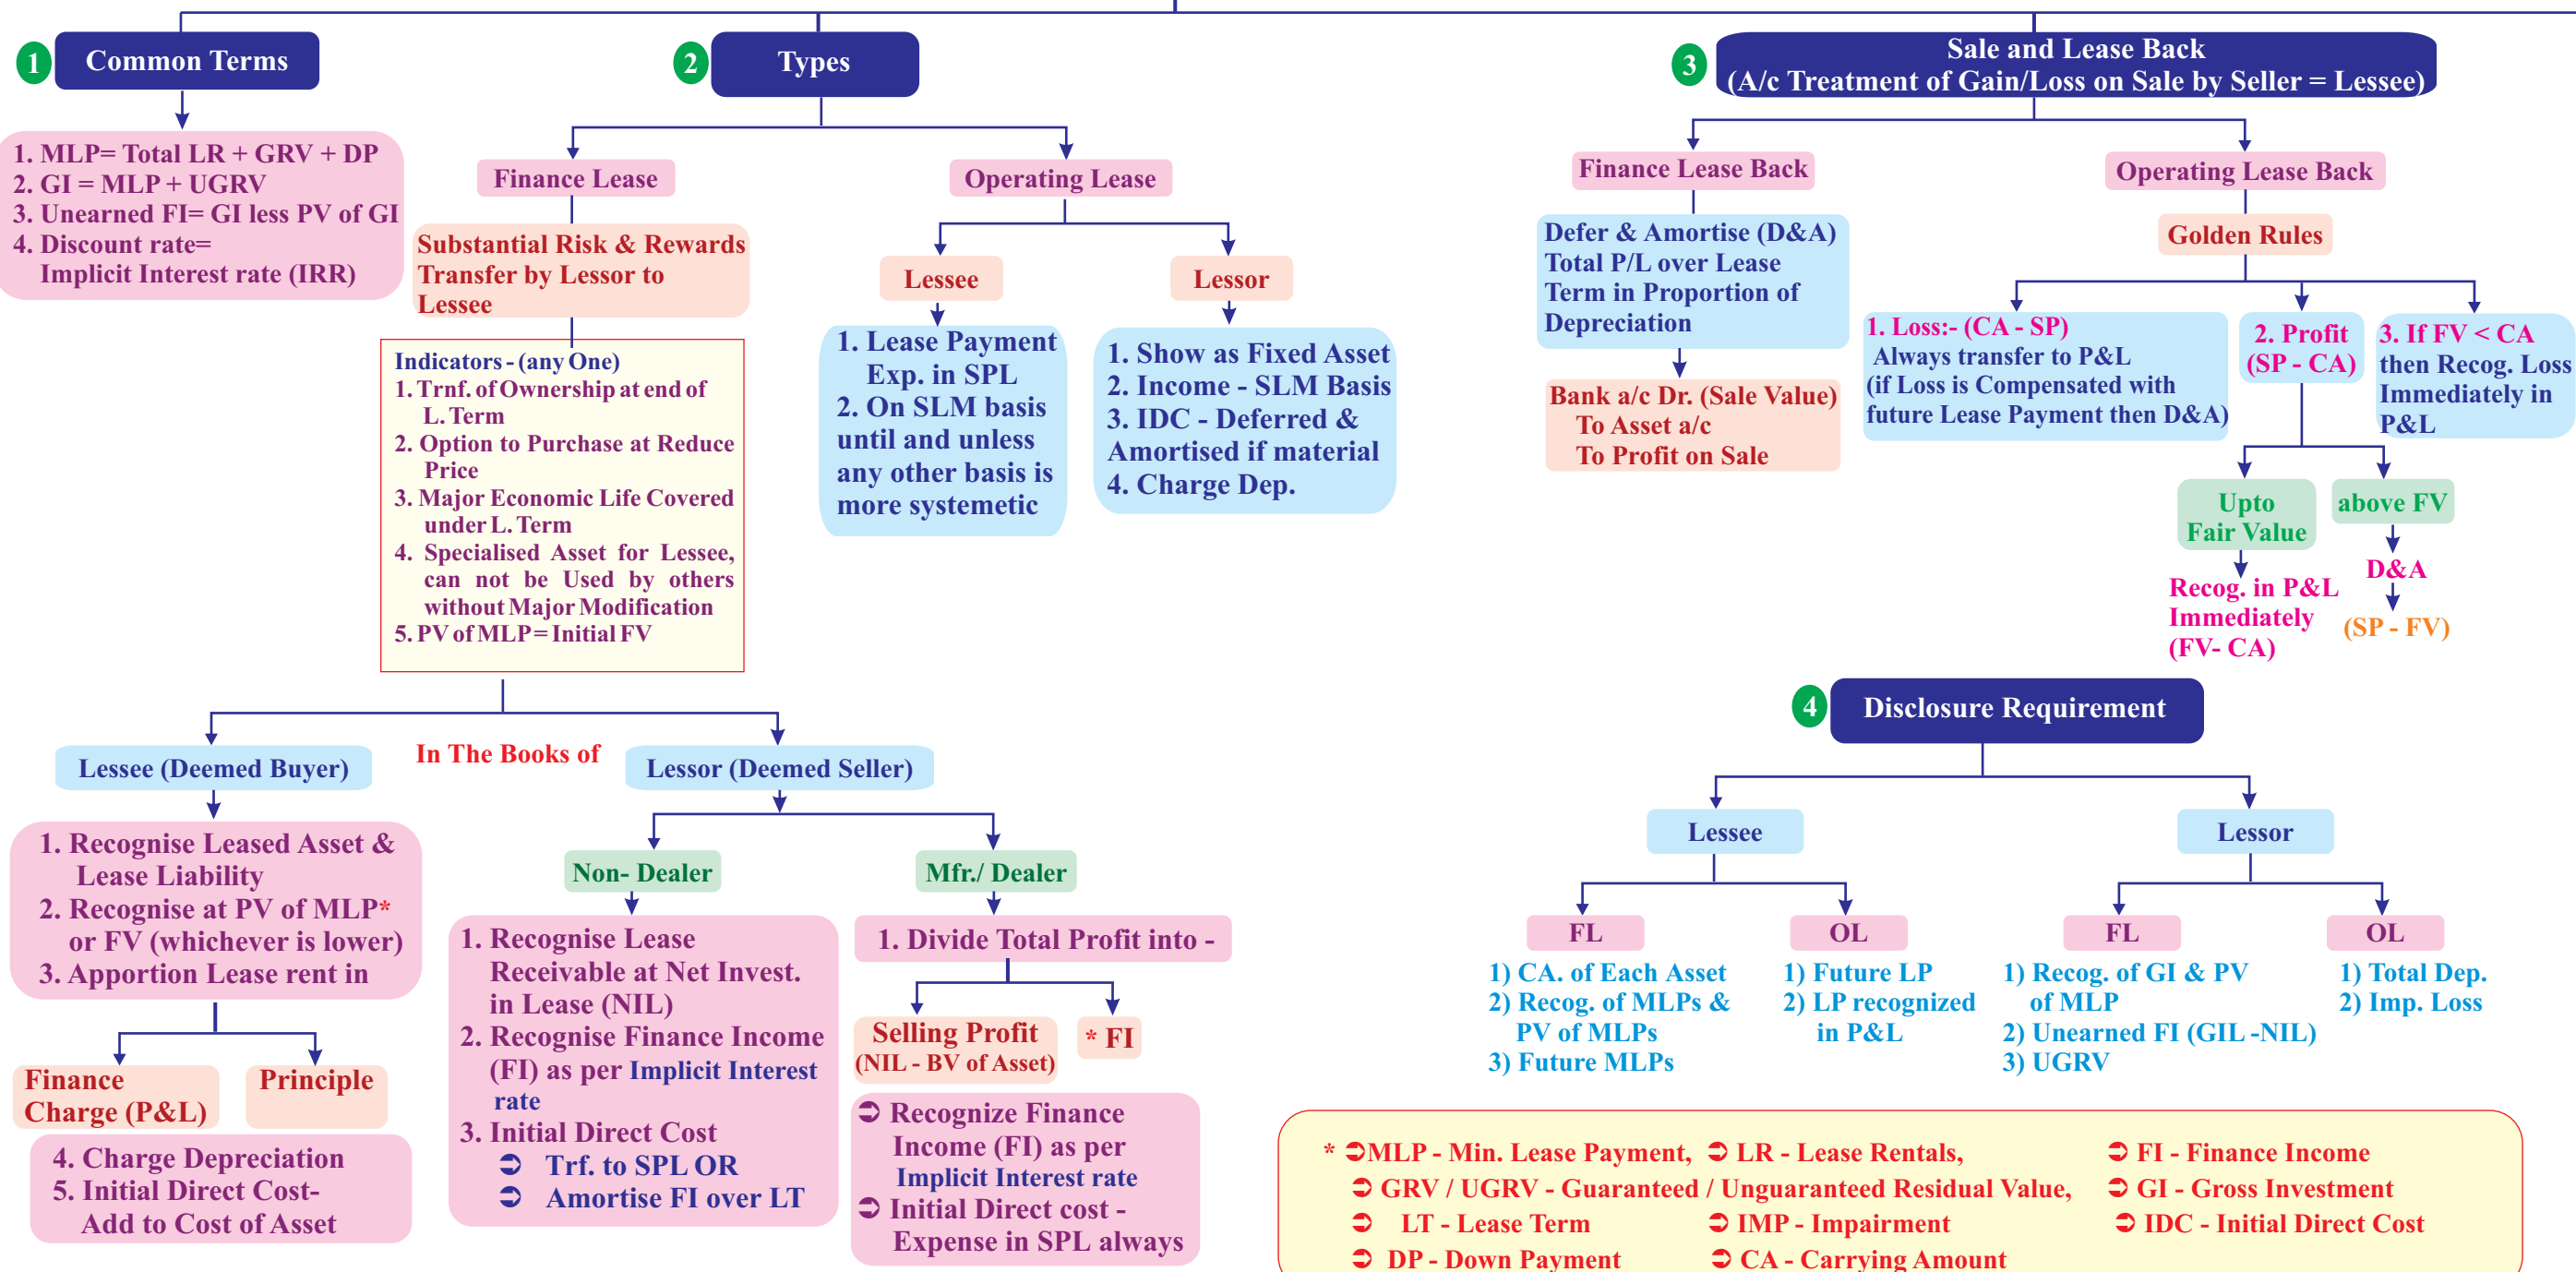 1
Common Terms
1. MLP= Total LR + GRV + DP
2. GI = MLP + UGRV
3. Unearned FI= GI less PV of GI
4. Discount rate=
Implicit Interest rate (IRR)
2
Types
Finance Lease
Substantial Risk & Rewards
Transfer by Lessor to
Lessee
Indicators - (any One)
1. Trnf. of Ownership at end of
L. Term
2. Option to Purchase at Reduce
Price
3. Major Economic Life Covered
under L. Term
4. Specialised Asset for Lessee,
can not be Used by others
without Major Modification
5. PV of MLP = Initial FV
Operating Lease
Lessee
1. Lease Payment
Exp. in SPL
2. On SLM basis
until and unless
any other basis is
more systemetic
Lessor
1. Show as Fixed Asset
2. Income - SLM Basis
3. IDC - Deferred &
Amortised if material
4. Charge Dep.
In The Books of
Lessee (Deemed Buyer)
1. Recognise Leased Asset &
Lease Liability
2. Recognise at PV of MLP*
or FV (whichever is lower)
3. Apportion Lease rent in
Finance
Charge (P&L)
Principle
4. Charge Depreciation
5. Initial Direct Cost-
Add to Cost of Asset
Lessor (Deemed Seller)
Non- Dealer
1. Recognise Lease
Receivable at Net Invest.
in Lease (NIL)
2. Recognise Finance Income
(FI) as per Implicit Interest
rate
3. Initial Direct Cost
➲ Trf. to SPL OR
➲ Amortise FI over LT
Mfr./ Dealer
1. Divide Total Profit into -
Selling Profit
(NIL - BV of Asset)
* FI
➲ Recognize Finance
Income (FI) as per
Implicit Interest rate
➲ Initial Direct cost -
Expense in SPL always
3
Sale and Lease Back
(A/c Treatment of Gain/Loss on Sale by Seller = Lessee)
Finance Lease Back
Defer & Amortise (D&A)
Total P/L over Lease
Term in Proportion of
Depreciation
Bank a/c Dr. (Sale Value)
To Asset a/c
To Profit on Sale
Operating Lease Back
Golden Rules
1. Loss:- (CA - SP)
Always transfer to P&L
(if Loss is Compensated with
future Lease Payment then D&A)
2. Profit
(SP - CA)
Upto
Fair Value
Recog. in P&L
Immediately
(FV- CA)
above FV
D&A
(SP - FV)
3. If FV < CA
then Recog. Loss
Immediately in
P&L
4
Disclosure Requirement
Lessee
FL
1) CA. of Each Asset
2) Recog. of MLPs &
PV of MLPs
3) Future MLPs
OL
1) Future LP
2) LP recognized
in P&L
Lessor
FL
1) Recog. of GI & PV
of MLP
2) Unearned FI (GIL -NIL)
3) UGRV
OL
1) Total Dep.
2) Imp. Loss
* ➲MLP - Min. Lease Payment, ➲ LR - Lease Rentals, ➲ FI - Finance Income
➲ GRV / UGRV - Guaranteed / Unguaranteed Residual Value, ➲ GI - Gross Investment
➲ LT - Lease Term ➲ IMP - Impairment ➲ IDC - Initial Direct Cost
➲ DP - Down Payment ➲ CA - Carrying Amount